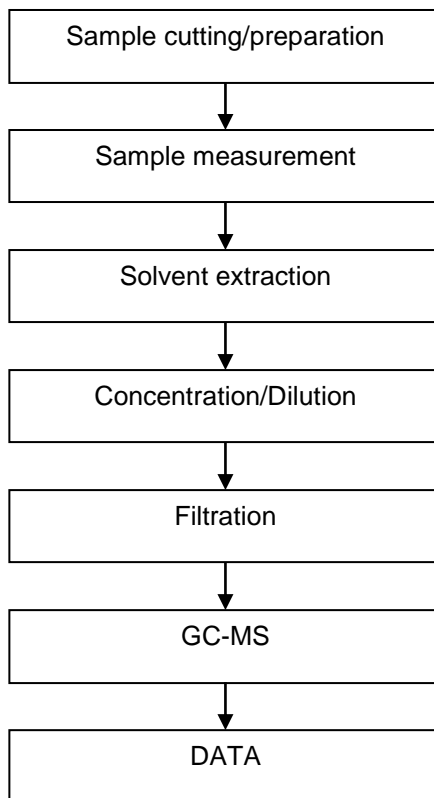 Sample cutting/preparation
Sample measurement
Solvent extraction
Concentration/Dilution
Filtration
GC-MS
DATA